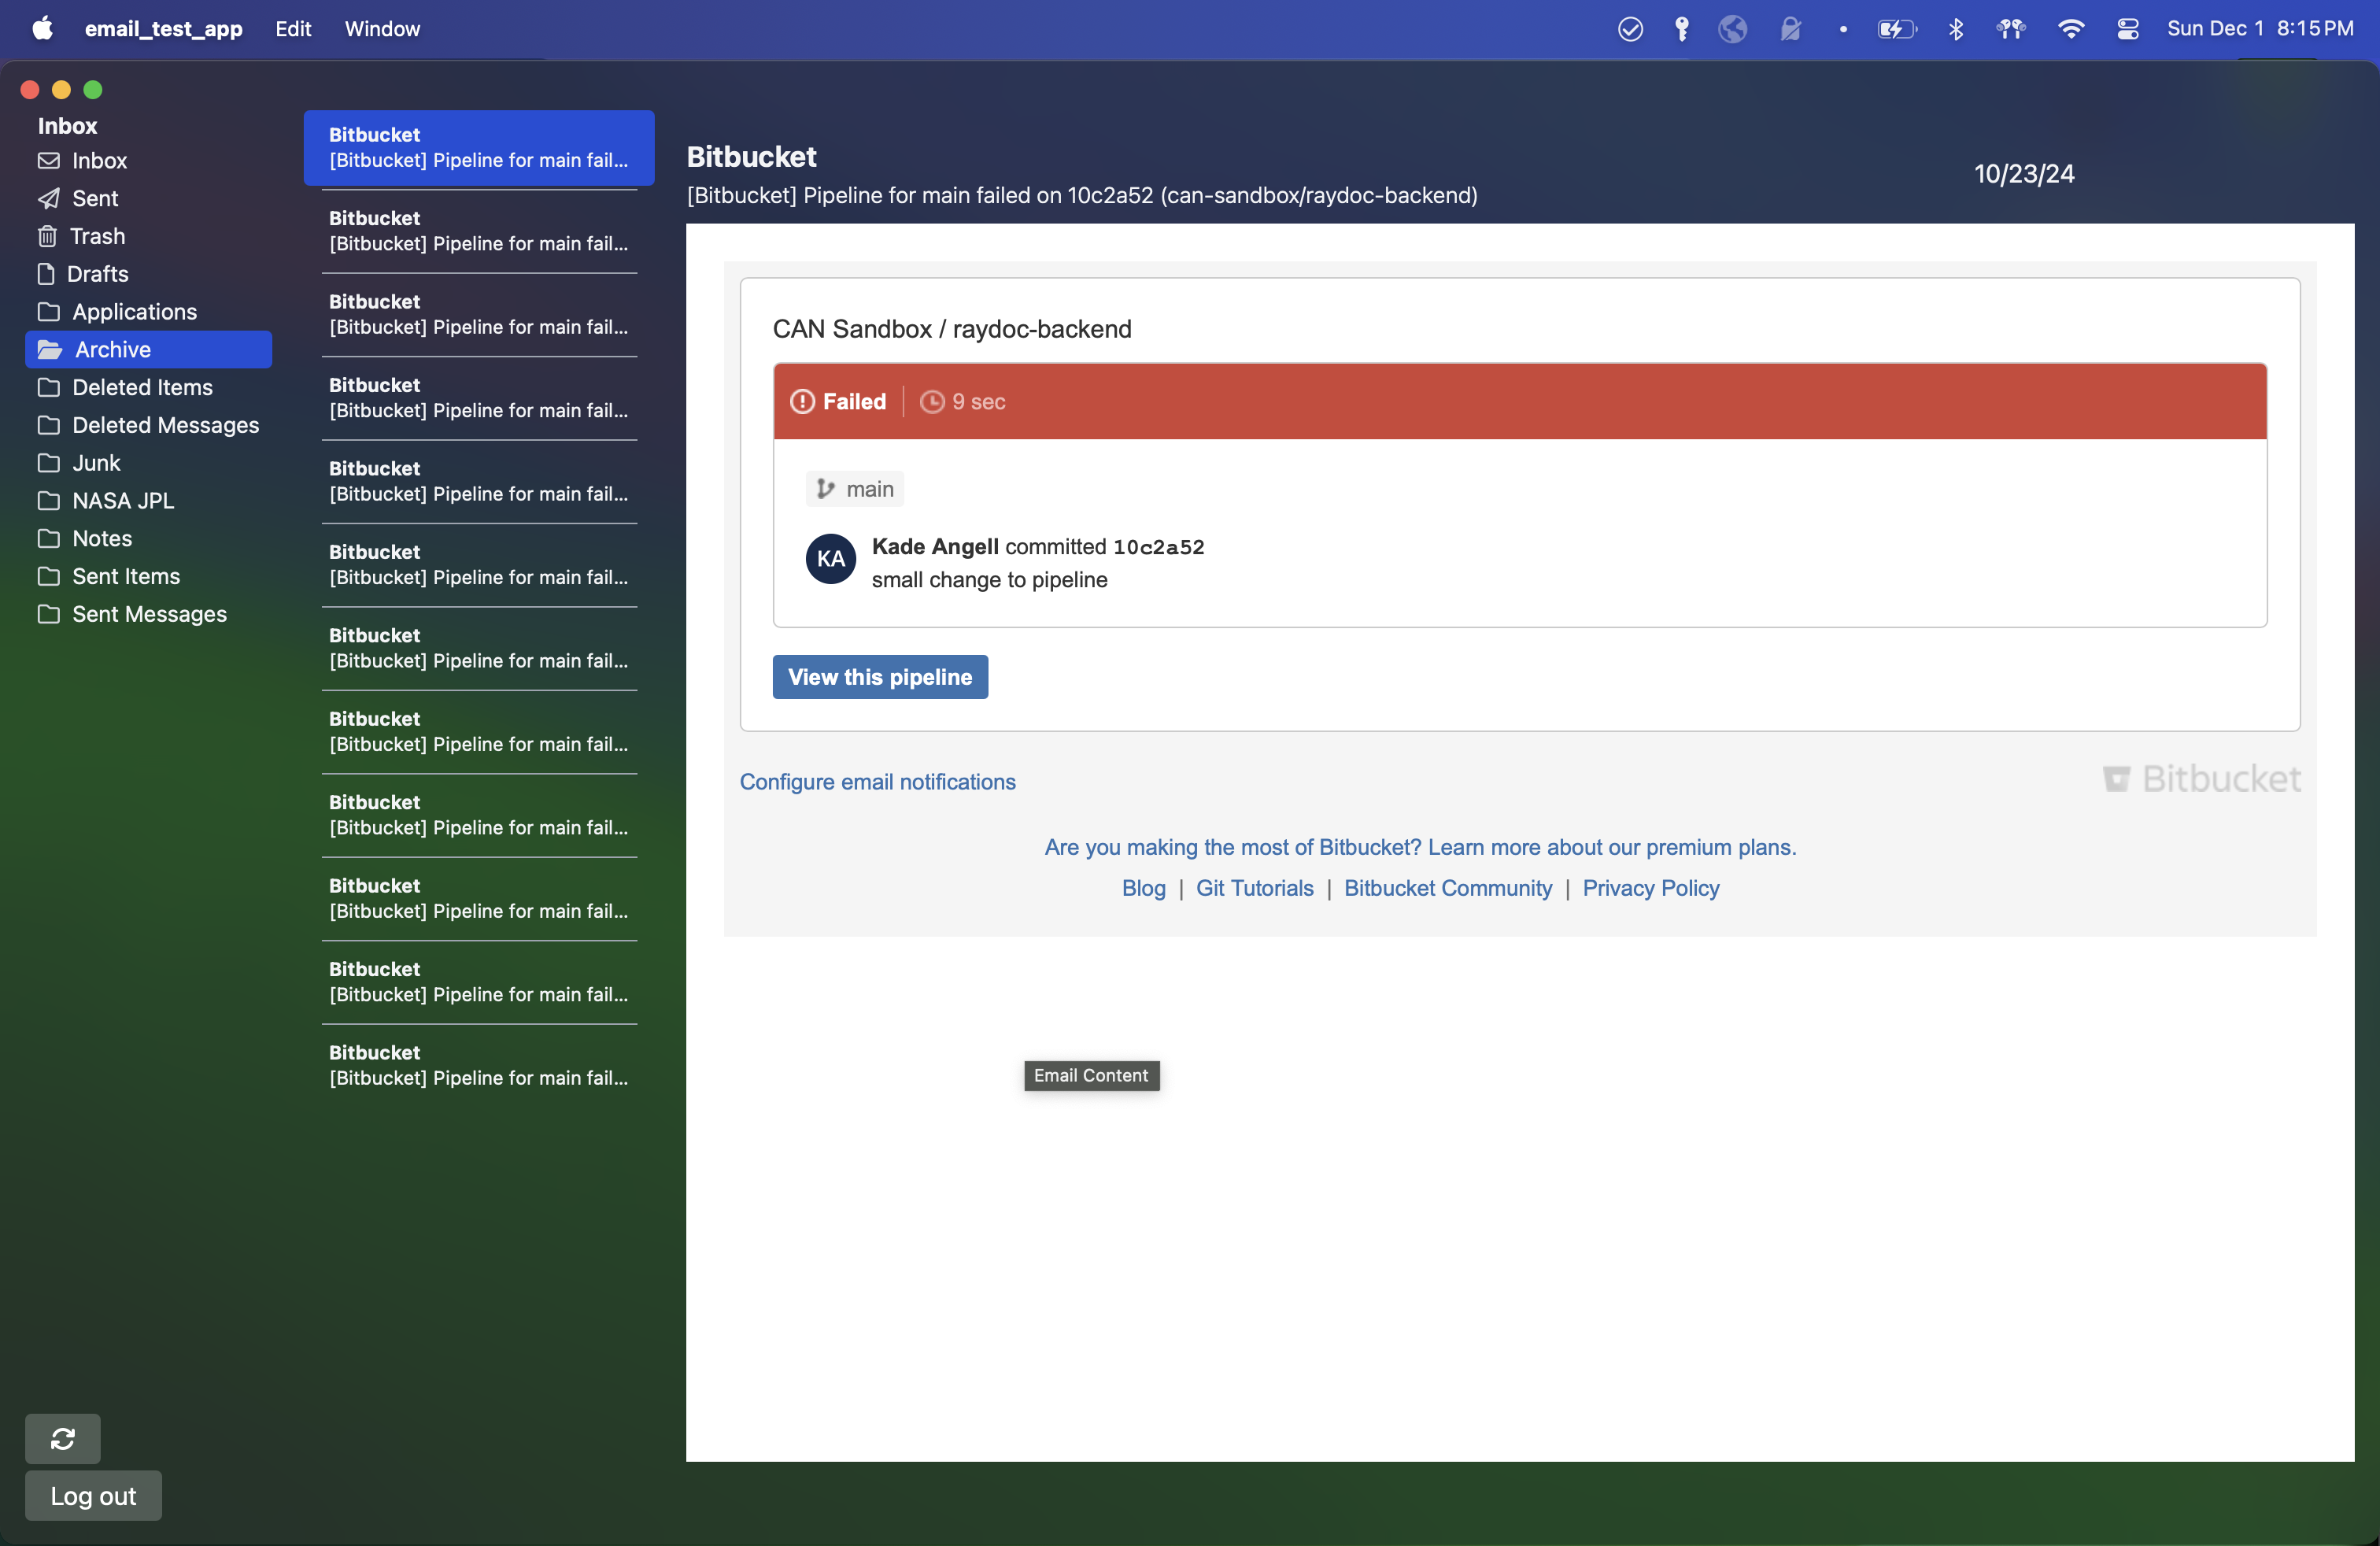 email_test_app Edit Window Sun Dec 1 8:15 PM
Inbox
Inbox
Sent
Trash
Drafts
Applications
Archive
Deleted Items
Deleted Messages
Junk
NASA JPL
Notes
Sent Items
Sent Messages
Log out
Bitbucket
[Bitbucket] Pipeline for main fail...
Bitbucket
[Bitbucket] Pipeline for main fail...
Bitbucket
[Bitbucket] Pipeline for main fail...
Bitbucket
[Bitbucket] Pipeline for main fail...
Bitbucket
[Bitbucket] Pipeline for main fail...
Bitbucket
[Bitbucket] Pipeline for main fail...
Bitbucket
[Bitbucket] Pipeline for main fail...
Bitbucket
[Bitbucket] Pipeline for main fail...
Bitbucket
[Bitbucket] Pipeline for main fail...
Bitbucket
[Bitbucket] Pipeline for main fail...
Bitbucket
[Bitbucket] Pipeline for main fail...
Bitbucket
[Bitbucket] Pipeline for main fail...
Bitbucket
10/23/24
[Bitbucket] Pipeline for main failed on 10c2a52 (can-sandbox/raydoc-backend)
CAN Sandbox / raydoc-backend
Failed 9 sec
main
KA
Kade Angell committed 10c2a52
small change to pipeline
View this pipeline
Configure email notifications
Bitbucket
Are you making the most of Bitbucket? Learn more about our premium plans.
Blog | Git Tutorials | Bitbucket Community | Privacy Policy
Email Content